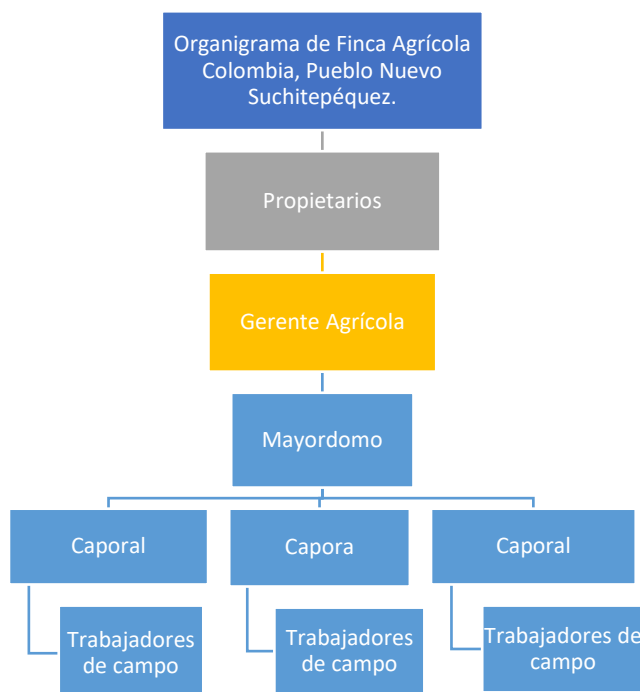 Organigrama de Finca Agrícola
Colombia, Pueblo Nuevo
Suchitepéquez.
Propietarios
Gerente Agrícola
Mayordomo
Caporal
Capora
Caporal
Trabajadores
de campo
Trabajadores
de campo
Trabajadores de
campo